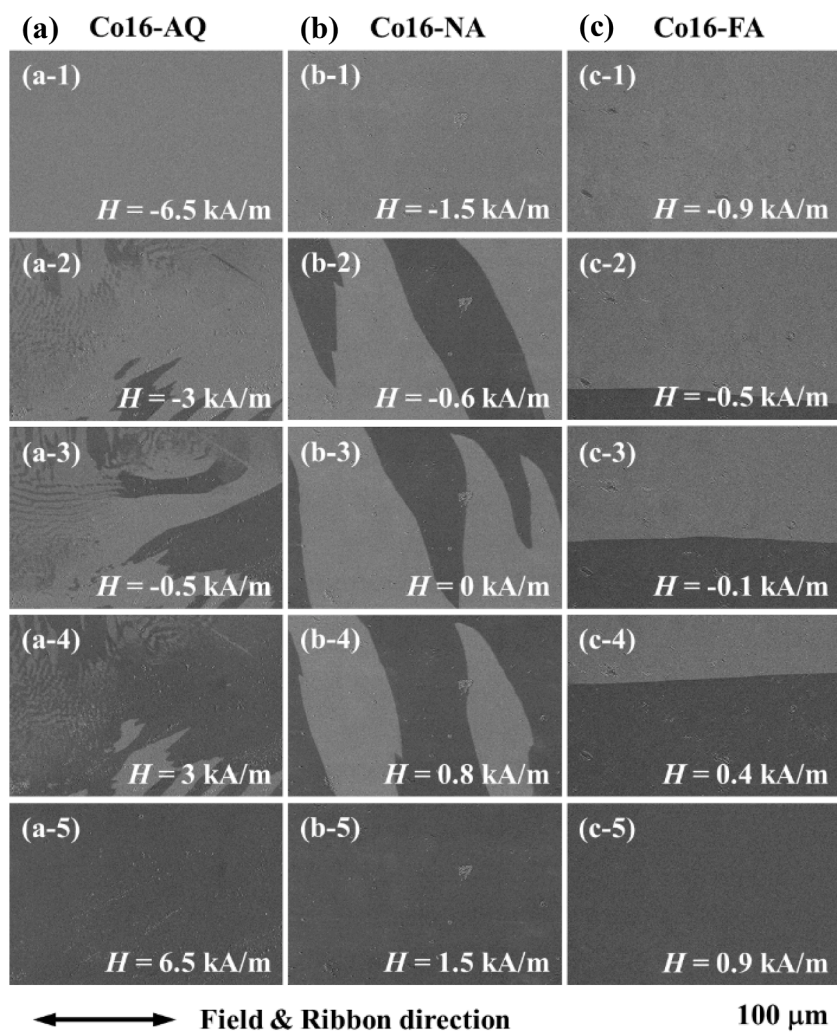 (a) Co16-AQ (b) Co16-NA (c) Co16-FA
(a-1) (b-1) (c-1)
H = -6.5 kA/m H = -1.5 kA/m H = -0.9 kA/m
(a-2) (b-2) (c-2)
H = -3 kA/m H = -0.6 kA/m H = -0.5 kA/m
(a-3) (b-3) (c-3)
H = -0.5 kA/m H = 0 kA/m H = -0.1 kA/m
(a-4) (b-4) (c-4)
H = 3 kA/m H = 0.8 kA/m H = 0.4 kA/m
(a-5) (b-5) (c-5)
H = 6.5 kA/m H = 1.5 kA/m H = 0.9 kA/m
Field & Ribbon direction 100 μm